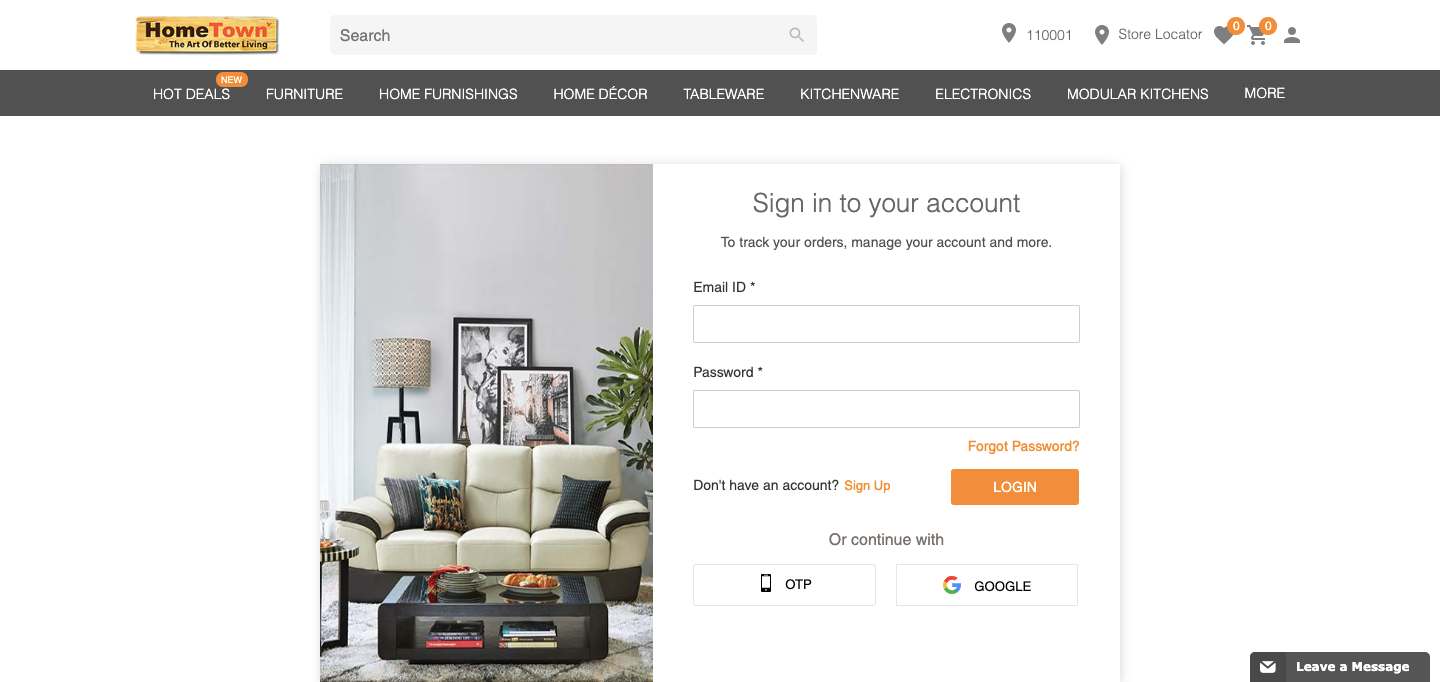 HomeTown
The Art Of Better Living
Search
110001
Store Locator
0
0
NEW
HOT DEALS
FURNITURE
HOME FURNISHINGS
HOME DÉCOR
TABLEWARE
KITCHENWARE
ELECTRONICS
MODULAR KITCHENS
MORE
Sign in to your account
To track your orders, manage your account and more.
Email ID *
Password *
Forgot Password?
Don't have an account? Sign Up
LOGIN
Or continue with
OTP
GOOGLE
Leave a Message